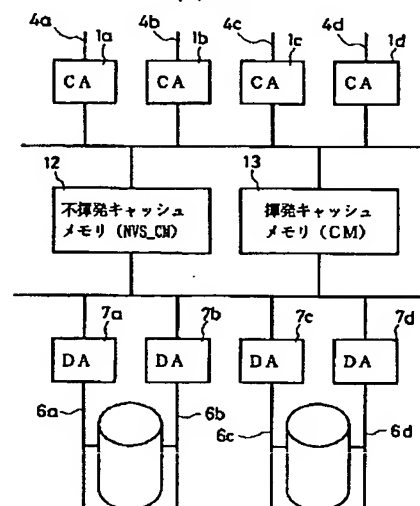 4a 4b 4c 4d
1a 1b 1c 1d
CA CA CA CA
12 13
不揮発キャッシュ 揮発キャッシュ
メモリ(NVS_CM) メモリ(CM)
7a 7b 7c 7d
DA DA DA DA
6a 6b 6c 6d